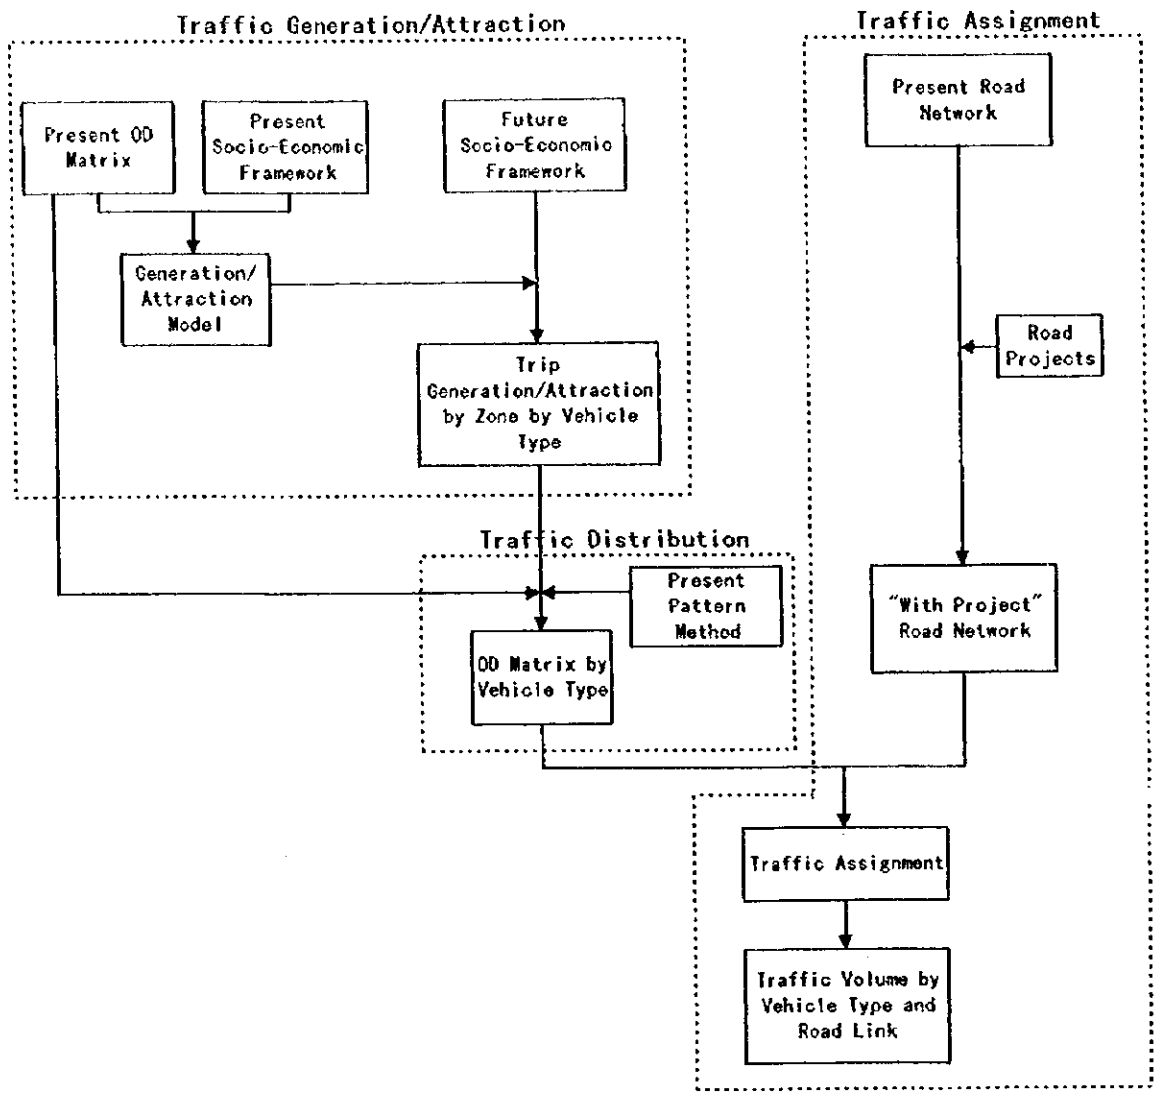 Traffic Generation/Attraction
Present OD
Matrix
Present
Socio-Economic
Framework
Future
Socio-Economic
Framework
Generation/
Attraction
Model
Trip
Generation/Attraction
by Zone by Vehicle
Type
Traffic Distribution
Present
Pattern
Method
OD Matrix by
Vehicle Type
Traffic Assignment
Present Road
Network
Road
Projects
"With Project"
Road Network
Traffic Assignment
Traffic Volume by
Vehicle Type and
Road Link